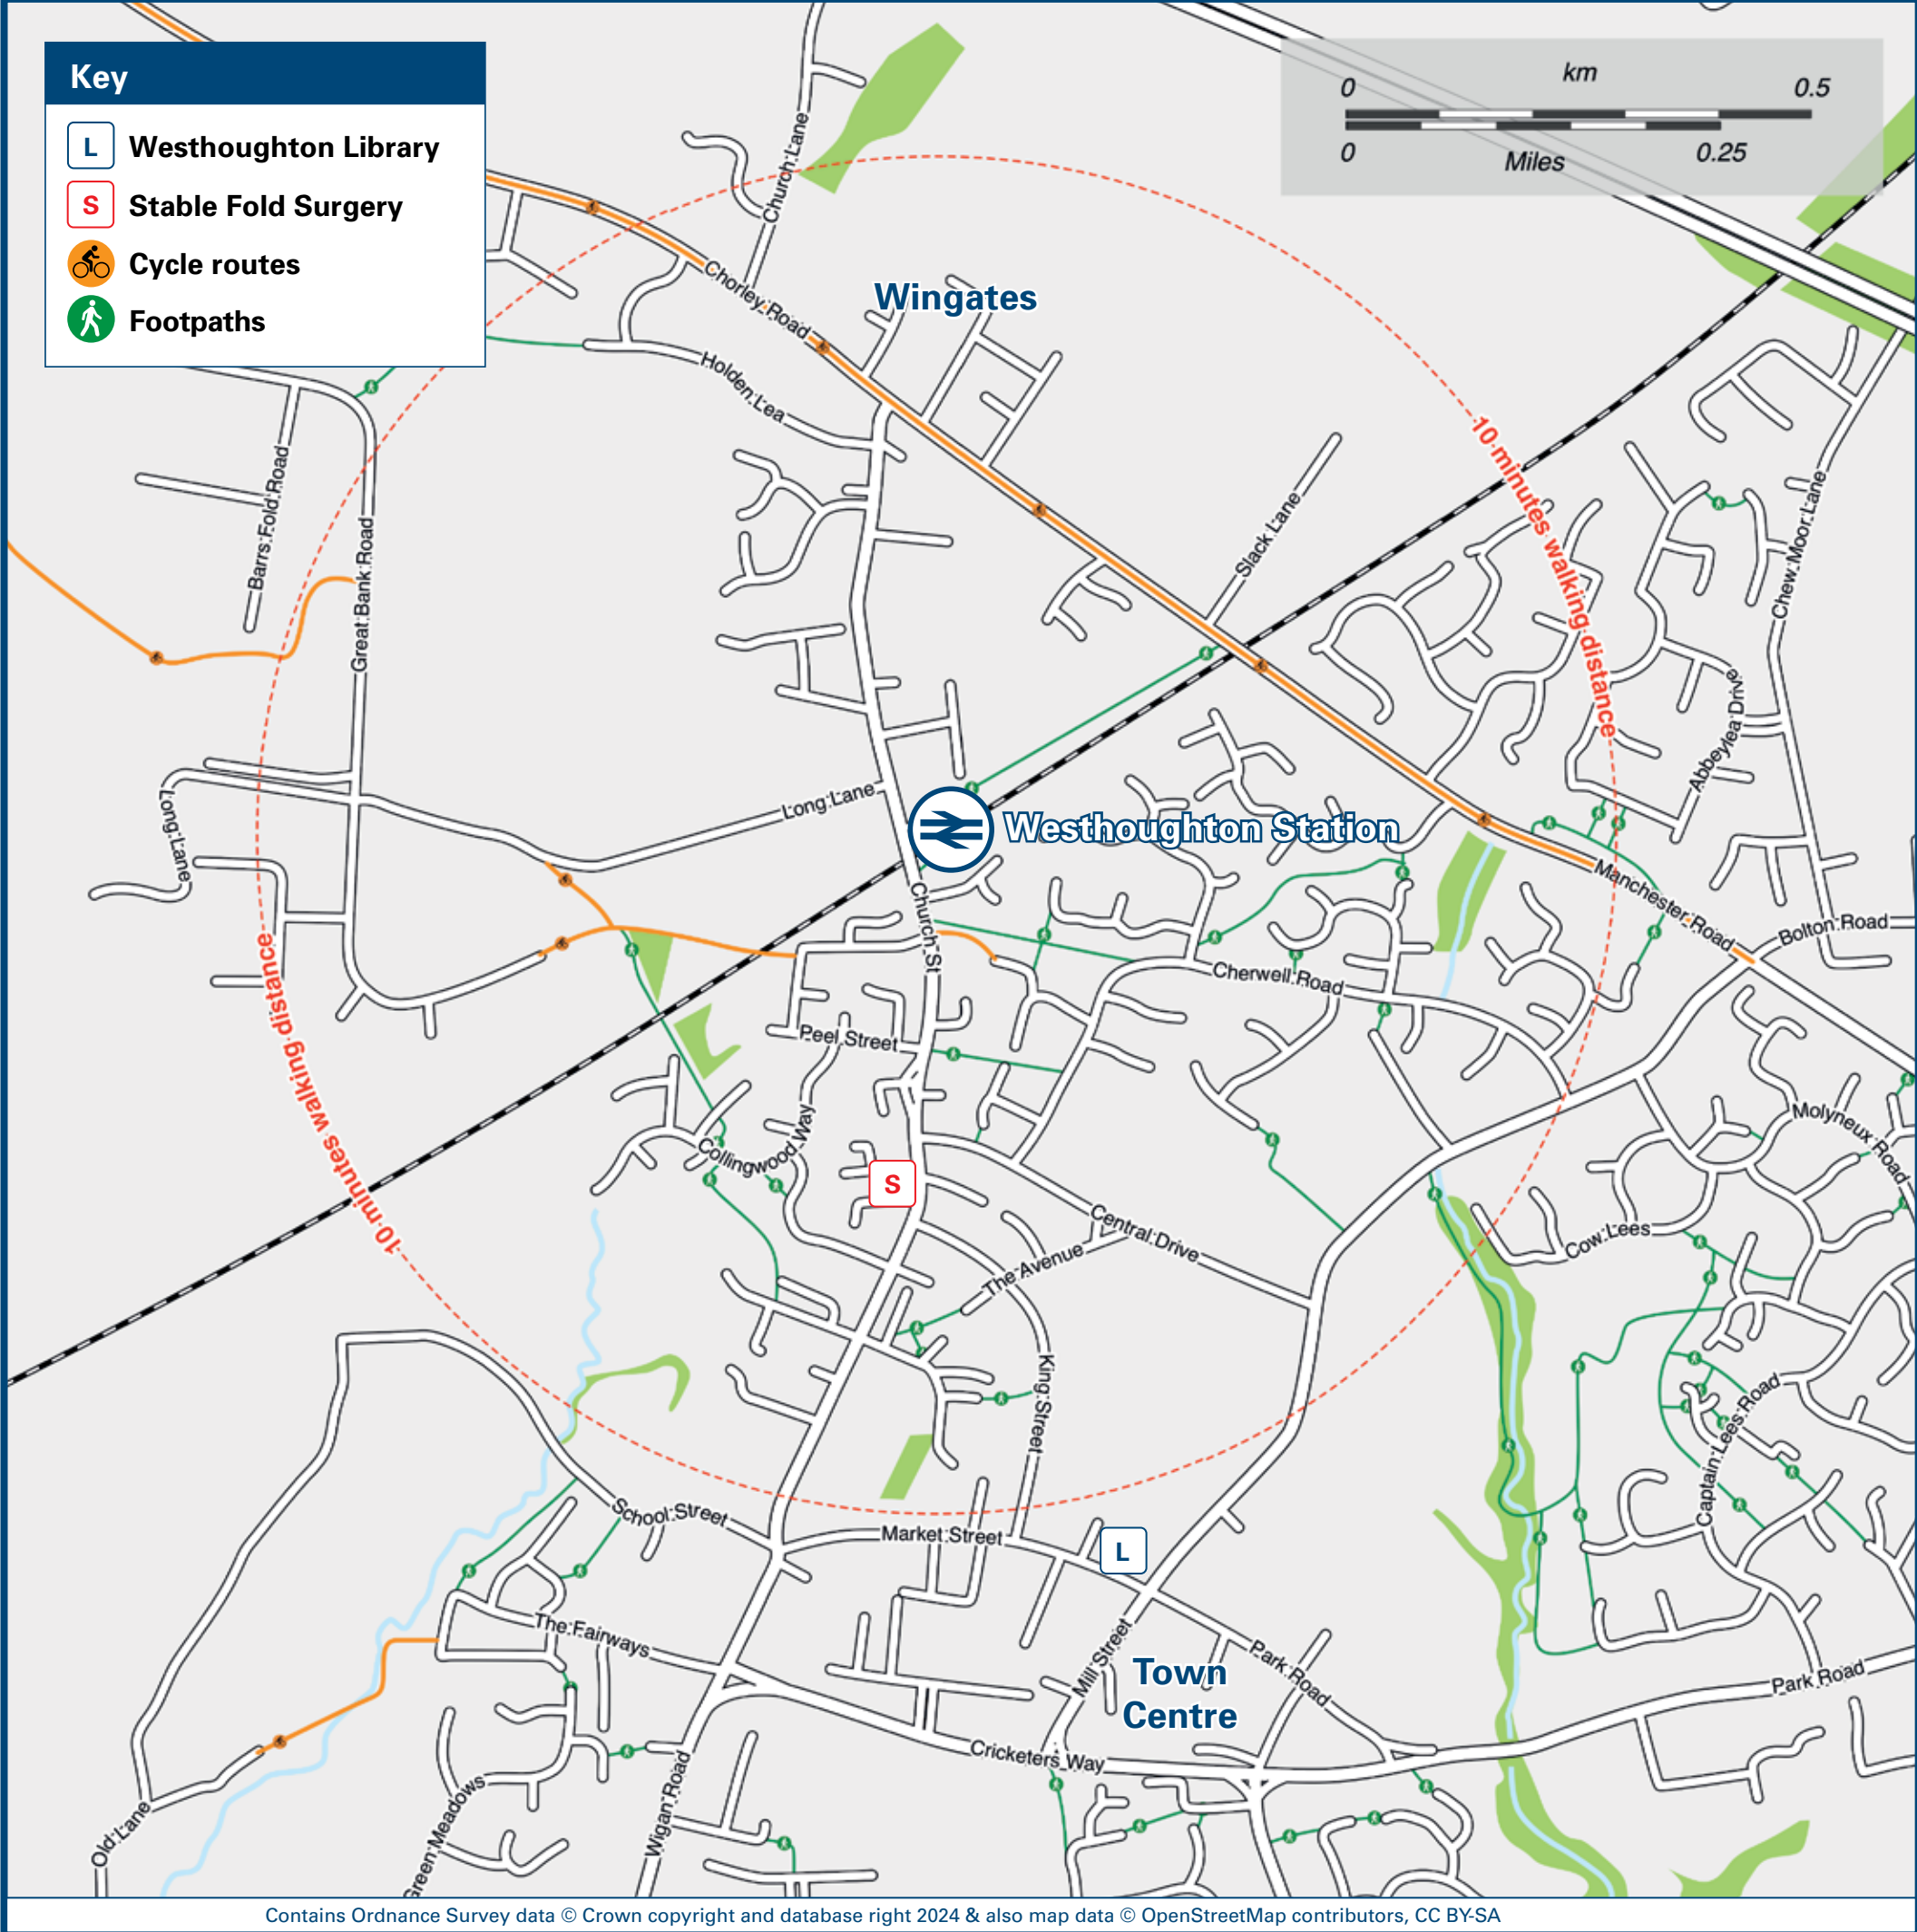 Key
L Westhoughton Library
S Stable Fold Surgery
Cycle routes
Footpaths
km
0 0.5
0 0.25
Miles
Church Lane
Wingates
Chorley Road
Holden Lea
10 minutes walking distance
Barrs Fold Road
Great Bank Road
Slack Lane
Chew Moor Lane
Abbeylea Drive
Long Lane
Long Lane
Westhoughton Station
Manchester Road
Bolton Road
Church St
Cherwell Road
10 minutes walking distance
Peel Street
Collingwood Way
Molyneux Road
S
Central Drive
The Avenue
Cow Lees
King Street
Captain Lees Road
School Street
Market Street
L
The Fairways
Mill Street
Town
Centre
Park Road
Park Road
Cricketers Way
Old Lane
Green Meadows
Wigan Road
Contains Ordnance Survey data © Crown copyright and database right 2024 & also map data © OpenStreetMap contributors, CC BY-SA